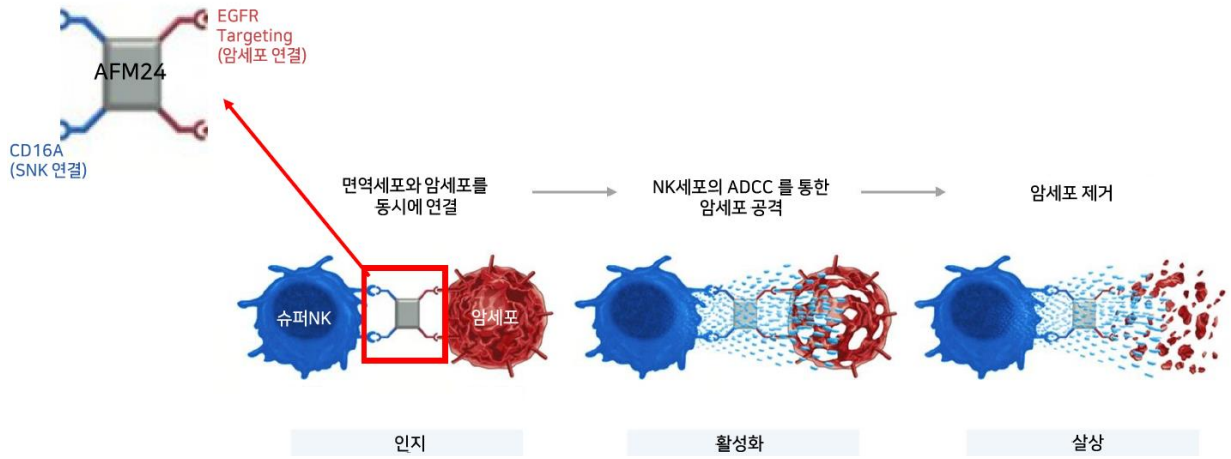 EGFR
Targeting
(암세포 연결)
AFM24
CD16A
(SNK 연결)
면역세포와 암세포를
동시에 연결
NK세포의 ADCC 를 통한
암세포 공격
암세포 제거
슈퍼NK
암세포
인지
활성화
살상